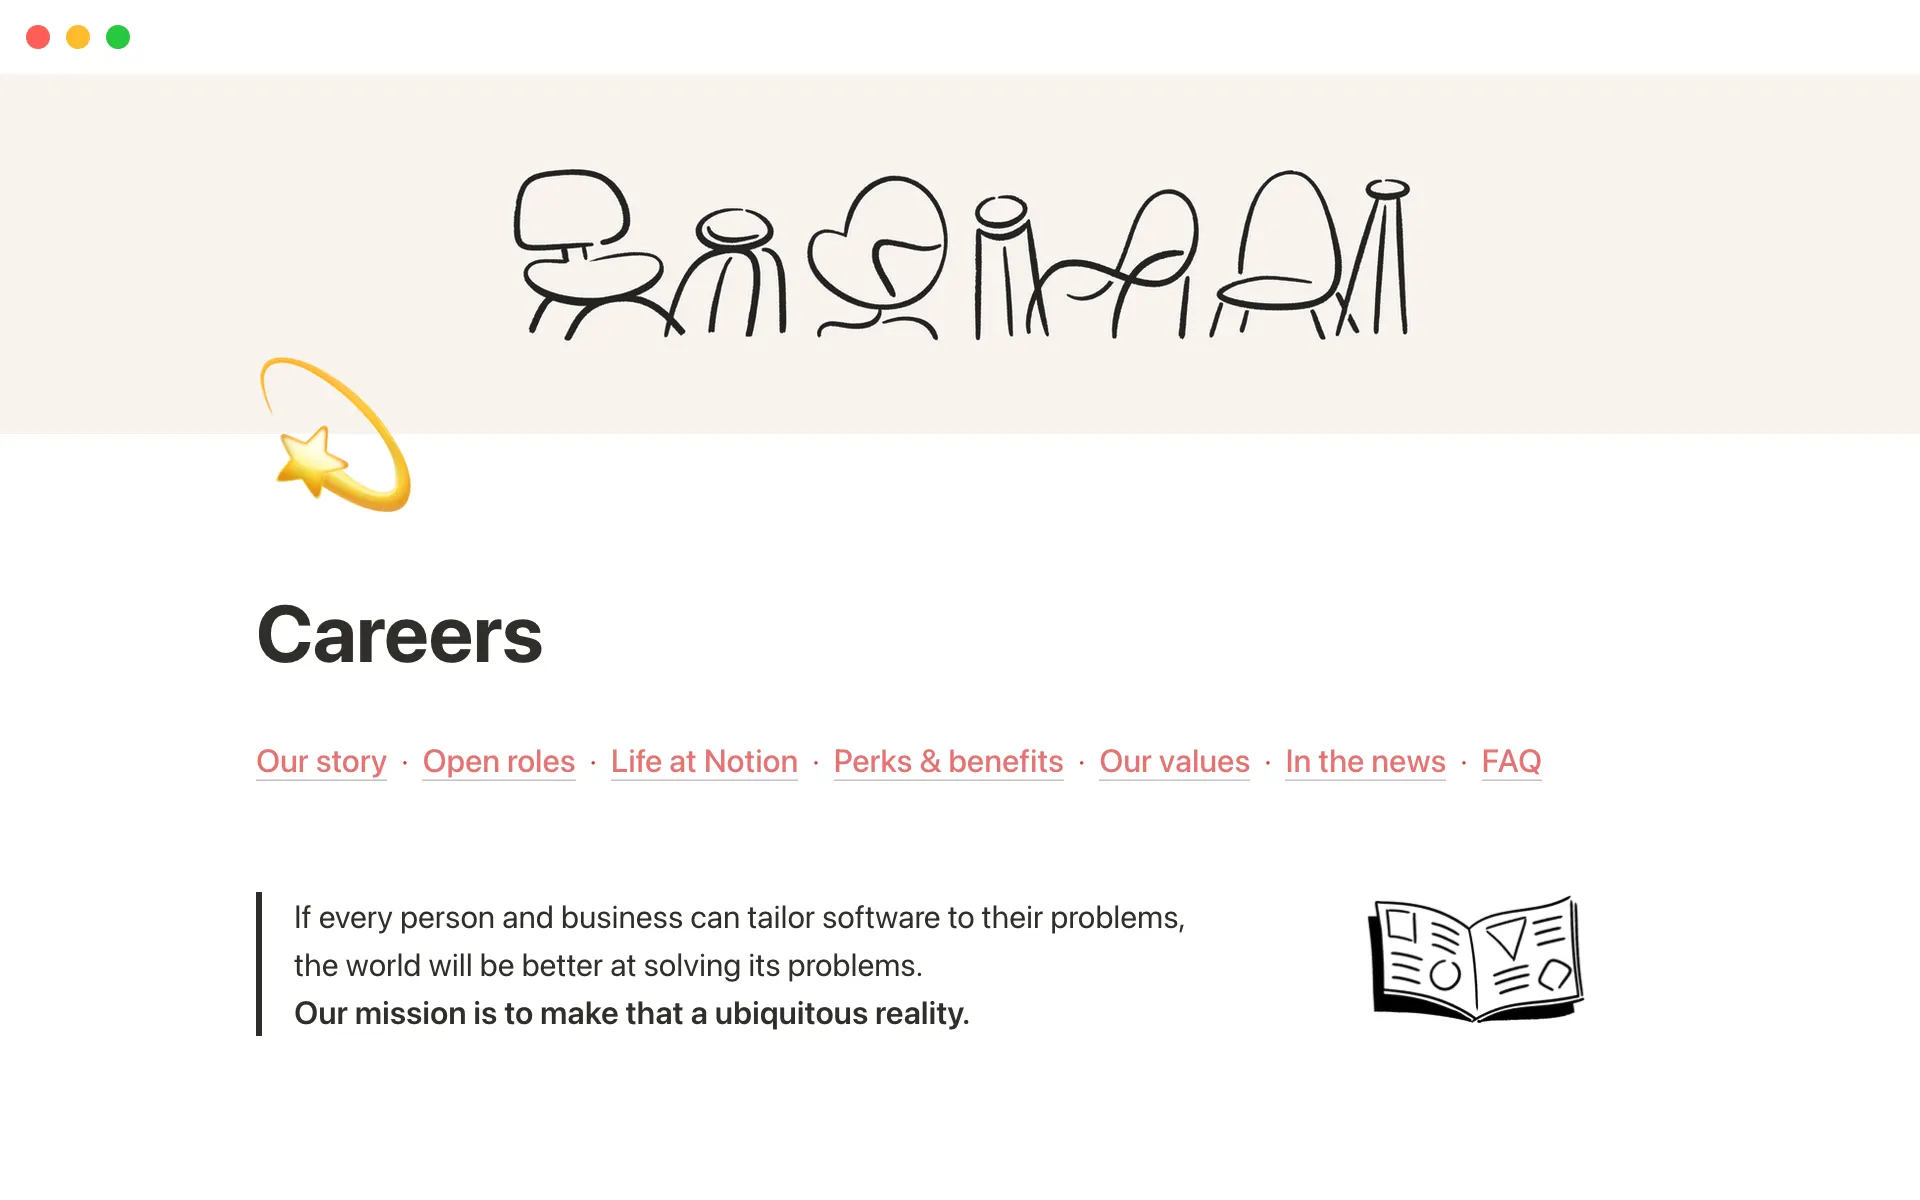 Careers
Our story · Open roles · Life at Notion · Perks & benefits · Our values · In the news · FAQ
If every person and business can tailor software to their problems,
the world will be better at solving its problems.
Our mission is to make that a ubiquitous reality.